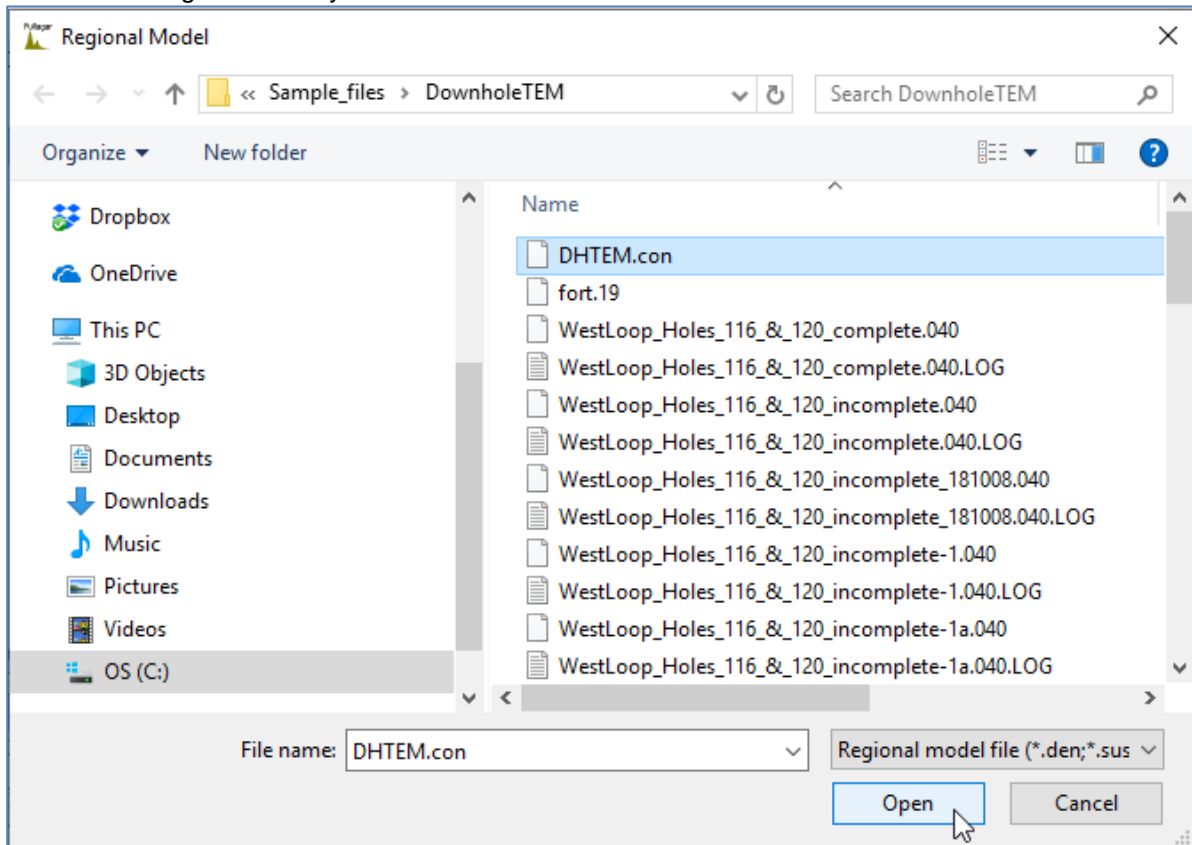 Regional Model
« Sample_files > DownholeTEM
Search DownholeTEM
Organize
New folder
Dropbox
OneDrive
This PC
3D Objects
Desktop
Documents
Downloads
Music
Pictures
Videos
OS (C:)
Name
DHTEM.con
fort.19
WestLoop_Holes_116_&_120_complete.040
WestLoop_Holes_116_&_120_complete.040.LOG
WestLoop_Holes_116_&_120_incomplete.040
WestLoop_Holes_116_&_120_incomplete.040.LOG
WestLoop_Holes_116_&_120_incomplete_181008.040
WestLoop_Holes_116_&_120_incomplete_181008.040.LOG
WestLoop_Holes_116_&_120_incomplete-1.040
WestLoop_Holes_116_&_120_incomplete-1.040.LOG
WestLoop_Holes_116_&_120_incomplete-1a.040
WestLoop_Holes_116_&_120_incomplete-1a.040.LOG
File name: DHTEM.con
Regional model file (*.den;*.sus
Open
Cancel